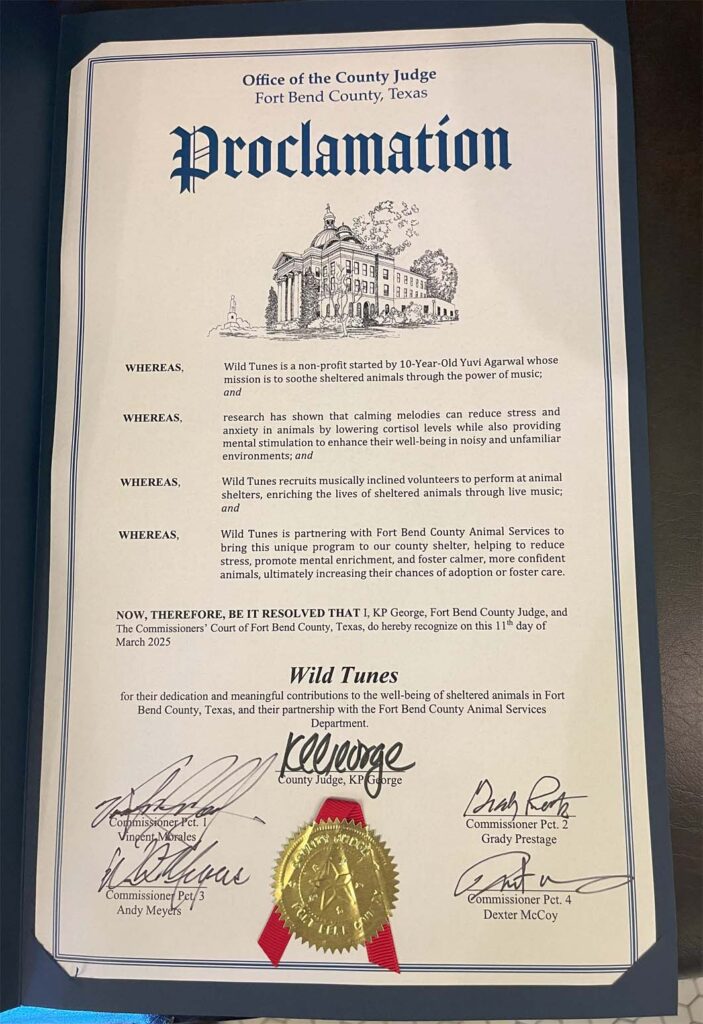 Office of the County Judge
Fort Bend County, Texas
Proclamation
WHEREAS, Wild Tunes is a non-profit started by 10-Year-Old Yuvi Agarwal whose
mission is to soothe sheltered animals through the power of music;
and
WHEREAS, research has shown that calming melodies can reduce stress and
anxiety in animals by lowering cortisol levels while also providing
mental stimulation to enhance their well-being in noisy and unfamiliar
environments; and
WHEREAS, Wild Tunes recruits musically inclined volunteers to perform at animal
shelters, enriching the lives of sheltered animals through live music;
and
WHEREAS, Wild Tunes is partnering with Fort Bend County Animal Services to
bring this unique program to our county shelter, helping to reduce
stress, promote mental enrichment, and foster calmer, more confident
animals, ultimately increasing their chances of adoption or foster care.
NOW, THEREFORE, BE IT RESOLVED THAT I, KP George, Fort Bend County Judge, and
The Commissioners' Court of Fort Bend County, Texas, do hereby recognize on this 11th day of
March 2025
Wild Tunes
for their dedication and meaningful contributions to the well-being of sheltered animals in Fort
Bend County, Texas, and their partnership with the Fort Bend County Animal Services
Department.
KP George
County Judge, KP George
Commissioner Pct. 1
Vincent Morales
Commissioner Pct. 2
Grady Prestage
Commissioner Pct. 3
Andy Meyers
Commissioner Pct. 4
Dexter McCoy